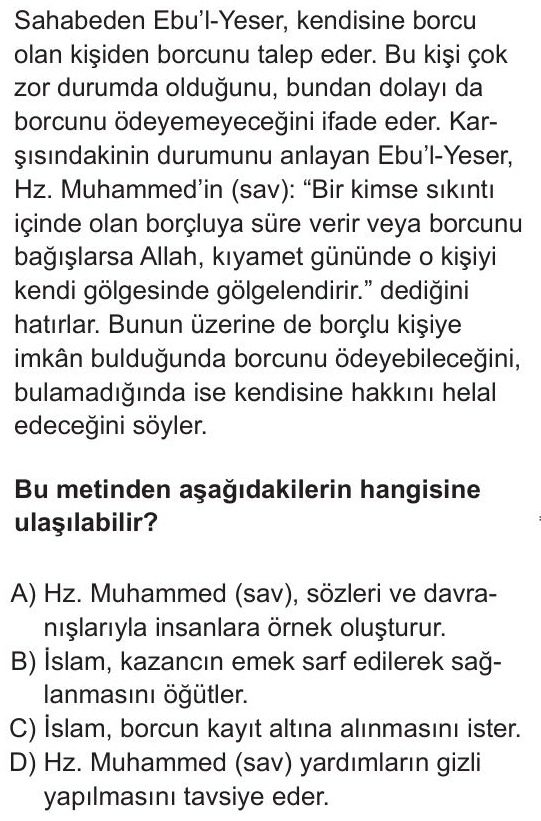 Sahabeden Ebu’l-Yeser, kendisine borcu
olan kişiden borcunu talep eder. Bu kişi çok
zor durumda olduğunu, bundan dolayı da
borcunu ödeyemeyeceğini ifade eder. Kar-
şısındakinin durumunu anlayan Ebu’l-Yeser,
Hz. Muhammed’in (sav): “Bir kimse sıkıntı
içinde olan borçluya süre verir veya borcunu
bağışlarsa Allah, kıyamet gününde o kişiyi
kendi gölgesinde gölgelendirir.” dediğini
hatırlar. Bunun üzerine de borçlu kişiye
imkân bulduğunda borcunu ödeyebileceğini,
bulamadığında ise kendisine hakkını helal
edeceğini söyler.
Bu metinden aşağıdakilerin hangisine
ulaşılabilir?
A) Hz. Muhammed (sav), sözleri ve davra-
nışlarıyla insanlara örnek oluşturur.
B) İslam, kazancın emek sarf edilerek sağ-
lanmasını öğütler.
C) İslam, borcun kayıt altına alınmasını ister.
D) Hz. Muhammed (sav) yardımların gizli
yapılmasını tavsiye eder.